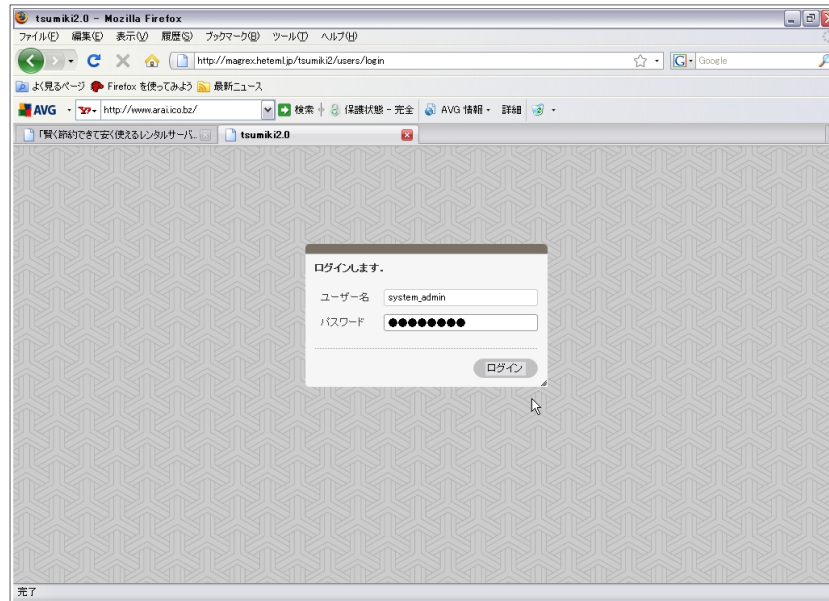 tsumiki2.0 - Mozilla Firefox
ファイル(F) 編集(E) 表示(V) 履歴(S) ブックマーク(B) ツール(T) ヘルプ(H)
http://magrex.heteml.jp/tsumiki2/users/login
G Google
よく見るページ Firefox を使ってみよう 最新ニュース
AVG Y! http://www.arai.ico.bz/ 検索 保護状態 - 完全 AVG 情報 詳細
「賢く節約できて安く使えるレンタルサーバ... tsumiki2.0
ログインします.
ユーザー名 system_admin
パスワード ●●●●●●●●
ログイン
完了